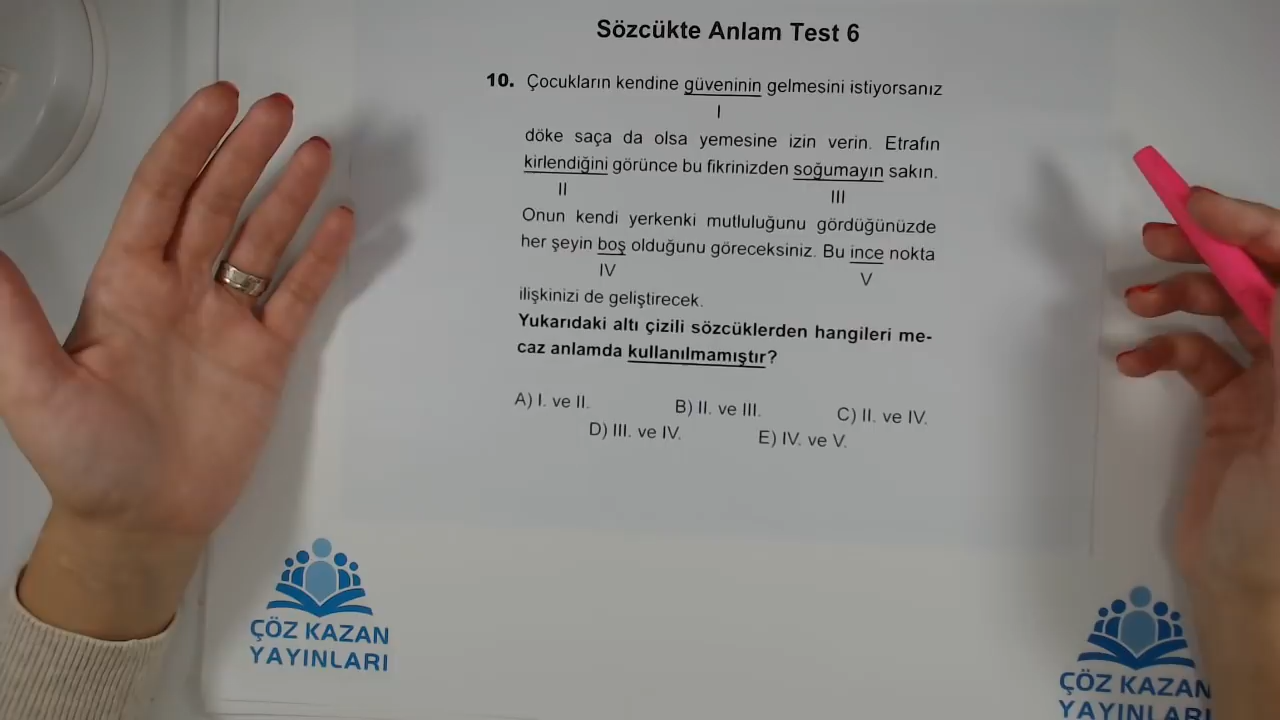 Sözcükte Anlam Test 6
10. Çocukların kendine güveninin gelmesini istiyorsanız
I
döke saça da olsa yemesine izin verin. Etrafın
kirlendiğini görünce bu fikrinizden soğumayın sakın.
II III
Onun kendi yerkenki mutluluğunu gördüğünüzde
her şeyin boş olduğunu göreceksiniz. Bu ince nokta
IV V
ilişkinizi de geliştirecek.
Yukarıdaki altı çizili sözcüklerden hangileri me-
caz anlamda kullanılmamıştır?
A) I. ve II. B) II. ve III. C) II. ve IV.
D) III. ve IV. E) IV. ve V.
ÇÖZ KAZAN
YAYINLARI
ÇÖZ KAZAN
YAYINLARI